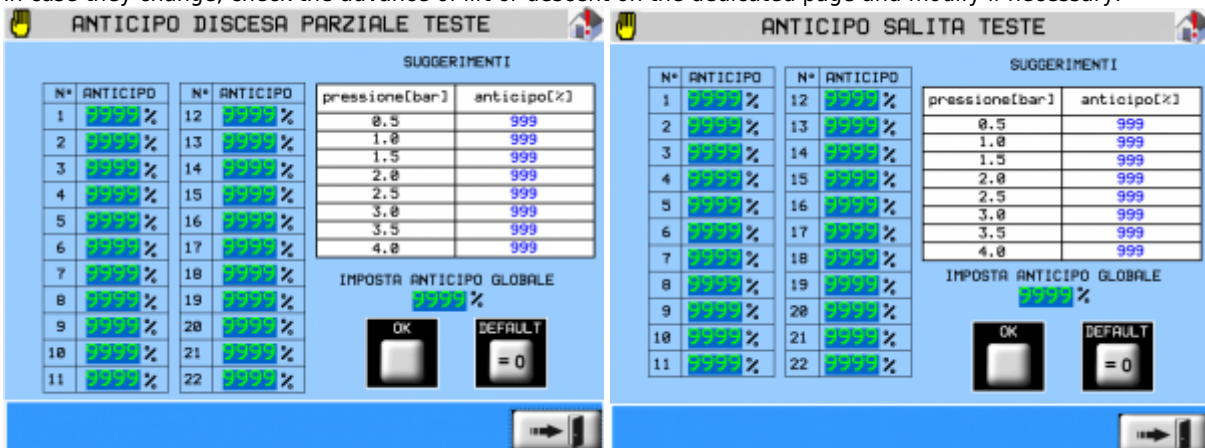 in case they change, check the advance of lift or descent on the dedicated page and modify if necessary.
ANTICIPO DISCESA PARZIALE TESTE
SUGGERIMENTI
N° ANTICIPO N° ANTICIPO
pressione[bar] anticipo[%]
1 9999 % 12 9999 %
2 9999 % 13 9999 %
3 9999 % 14 9999 %
4 9999 % 15 9999 %
5 9999 % 16 9999 %
6 9999 % 17 9999 %
7 9999 % 18 9999 %
8 9999 % 19 9999 %
9 9999 % 20 9999 %
10 9999 % 21 9999 %
11 9999 % 22 9999 %
0.5 999
1.0 999
1.5 999
2.0 999
2.5 999
3.0 999
3.5 999
4.0 999
IMPOSTA ANTICIPO GLOBALE
9999 %
OK DEFAULT
= 0
ANTICIPO SALITA TESTE
SUGGERIMENTI
N° ANTICIPO N° ANTICIPO
pressione[bar] anticipo[%]
1 9999 % 12 9999 %
2 9999 % 13 9999 %
3 9999 % 14 9999 %
4 9999 % 15 9999 %
5 9999 % 16 9999 %
6 9999 % 17 9999 %
7 9999 % 18 9999 %
8 9999 % 19 9999 %
9 9999 % 20 9999 %
10 9999 % 21 9999 %
11 9999 % 22 9999 %
0.5 999
1.0 999
1.5 999
2.0 999
2.5 999
3.0 999
3.5 999
4.0 999
IMPOSTA ANTICIPO GLOBALE
9999 %
OK DEFAULT
= 0